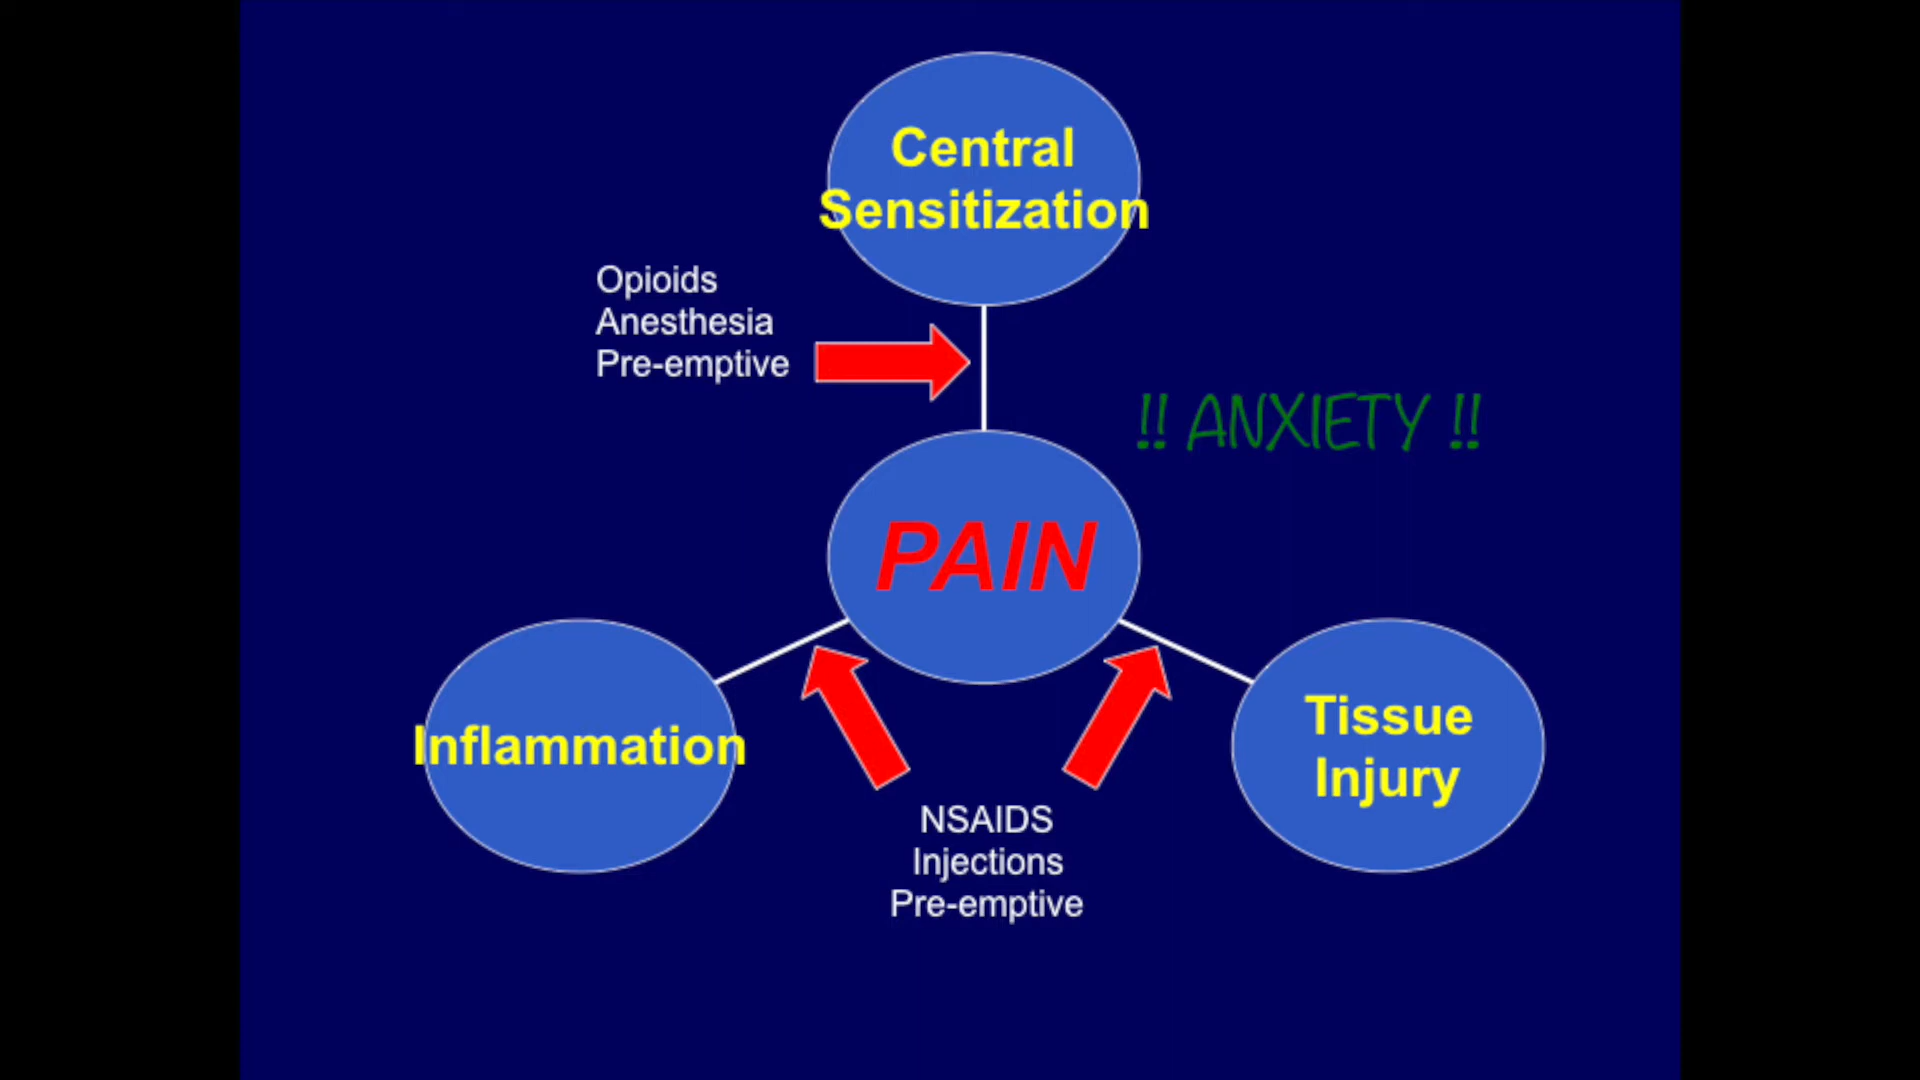 Central
Sensitization
Opioids
Anesthesia
Pre-emptive
!! ANXIETY !!
PAIN
Inflammation
Tissue
Injury
NSAIDS
Injections
Pre-emptive